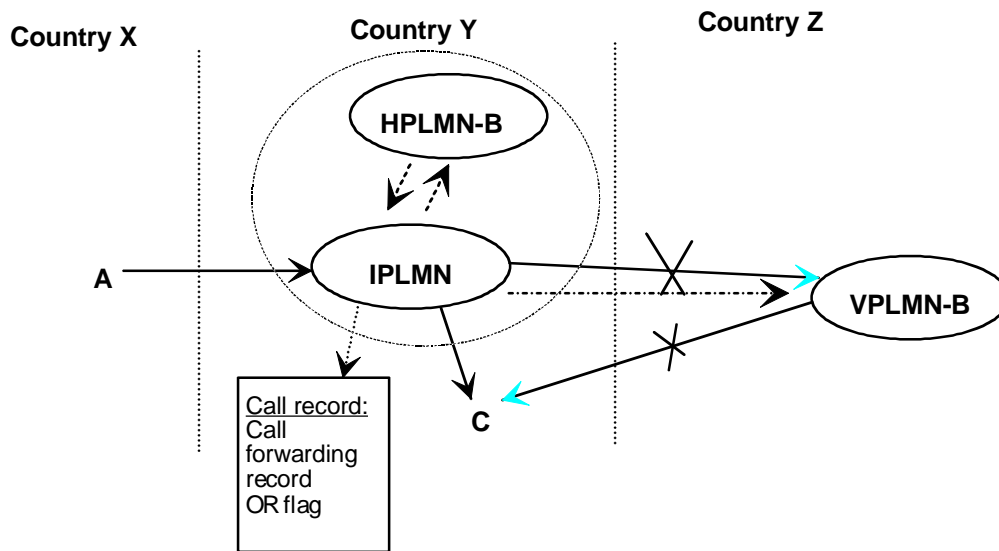 Country X
Country Y
Country Z
HPLMN-B
A
IPLMN
VPLMN-B
C
Call record:
Call
forwarding
record
OR flag